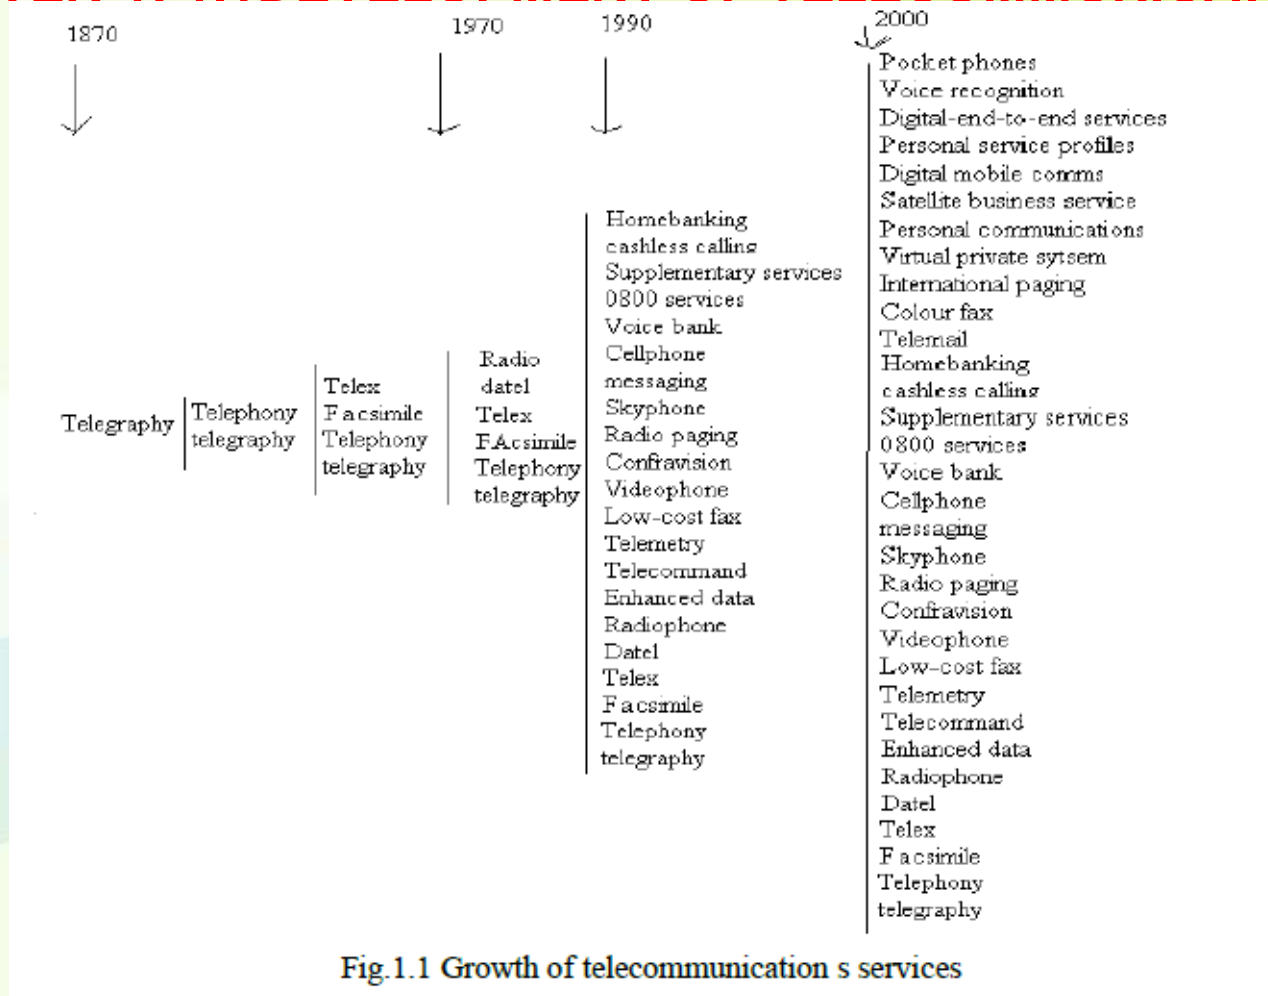 1870
1970
1990
2000
Telegraphy
Telephony
telegraphy
Telex
Facsimile
Telephony
telegraphy
Radio
datel
Telex
FAcsimile
Telephony
telegraphy
Homebanking
cashless calling
Supplementary services
0800 services
Voice bank
Cellphone
messaging
Skyphone
Radio paging
Confravision
Videophone
Low-cost fax
Telemetry
Telecommand
Enhanced data
Radiophone
Datel
Telex
Facsimile
Telephony
telegraphy
Pocket phones
Voice recognition
Digital-end-to-end services
Personal service profiles
Digital mobile comms
Satellite business service
Personal communications
Virtual private sytsem
International paging
Colour fax
Telemail
Homebanking
cashless calling
Supplementary services
0800 services
Voice bank
Cellphone
messaging
Skyphone
Radio paging
Confravision
Videophone
Low-cost fax
Telemetry
Telecommand
Enhanced data
Radiophone
Datel
Telex
Facsimile
Telephony
telegraphy
Fig.1.1 Growth of telecommunication s services